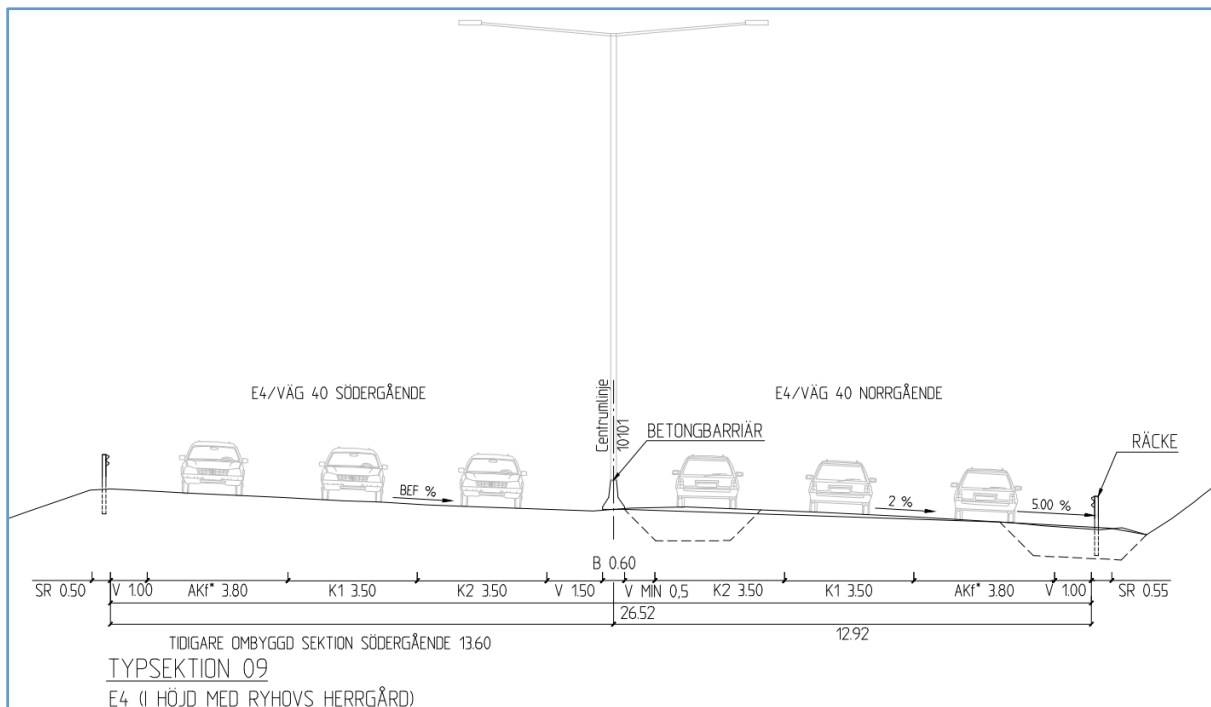 E4/VÄG 40 SÖDERGÅENDE
E4/VÄG 40 NORRGÅENDE
Centrumlinje
10101
BETONGBARRIÄR
RÄCKE
BEF %
2 %
5.00 %
B 0.60
SR 0.50 V 1.00 AKf* 3.80 K1 3.50 K2 3.50 V 1.50 V MIN 0,5 K2 3.50 K1 3.50 AKf* 3.80 V 1.00 SR 0.55
26.52
TIDIGARE OMBYGGD SEKTION SÖDERGÅENDE 13.60
12.92
TYPSEKTION 09
E4 (I HÖJD MED RYHOVS HERRGÅRD)